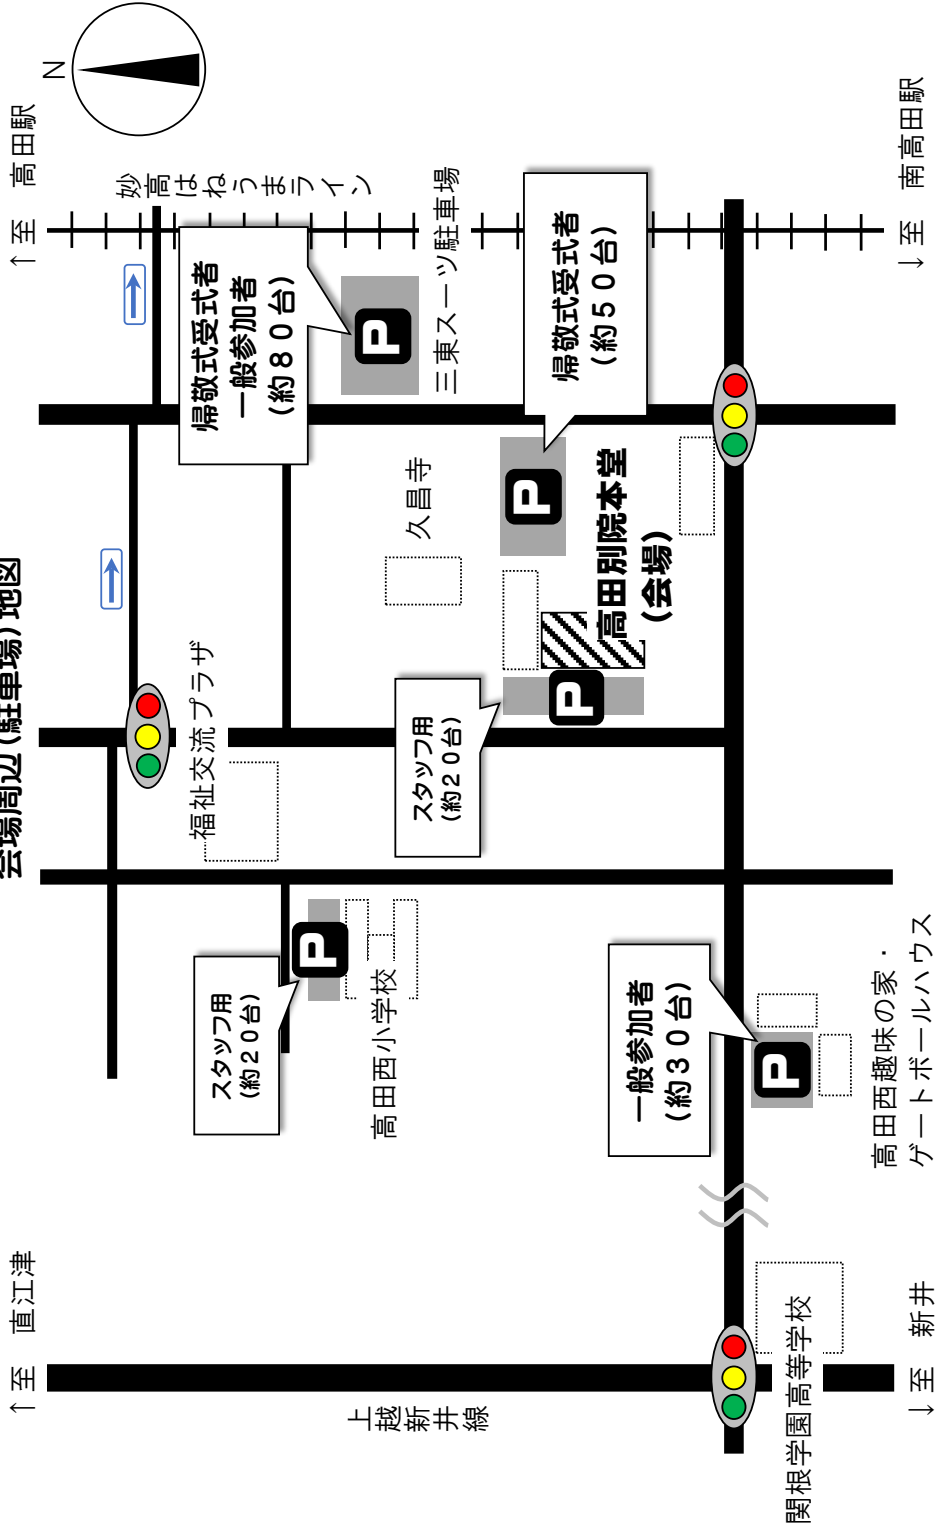 会場周辺（駐車場）地図
↑ 至　直江津
↑ 至　高田駅
N
妙高はねうまライン
帰敬式受式者
一般参加者
（約８０台）
P
三東スーツ駐車場
福祉交流プラザ
スタッフ用
（約２０台）
P
高田西小学校
上越新井線
久昌寺
スタッフ用
（約２０台）
P
帰敬式受式者
（約５０台）
P
高田別院本堂
（会場）
一般参加者
（約３０台）
P
関根学園高等学校
高田西趣味の家・
ゲートボールハウス
↓ 至　新井
↓ 至　南高田駅